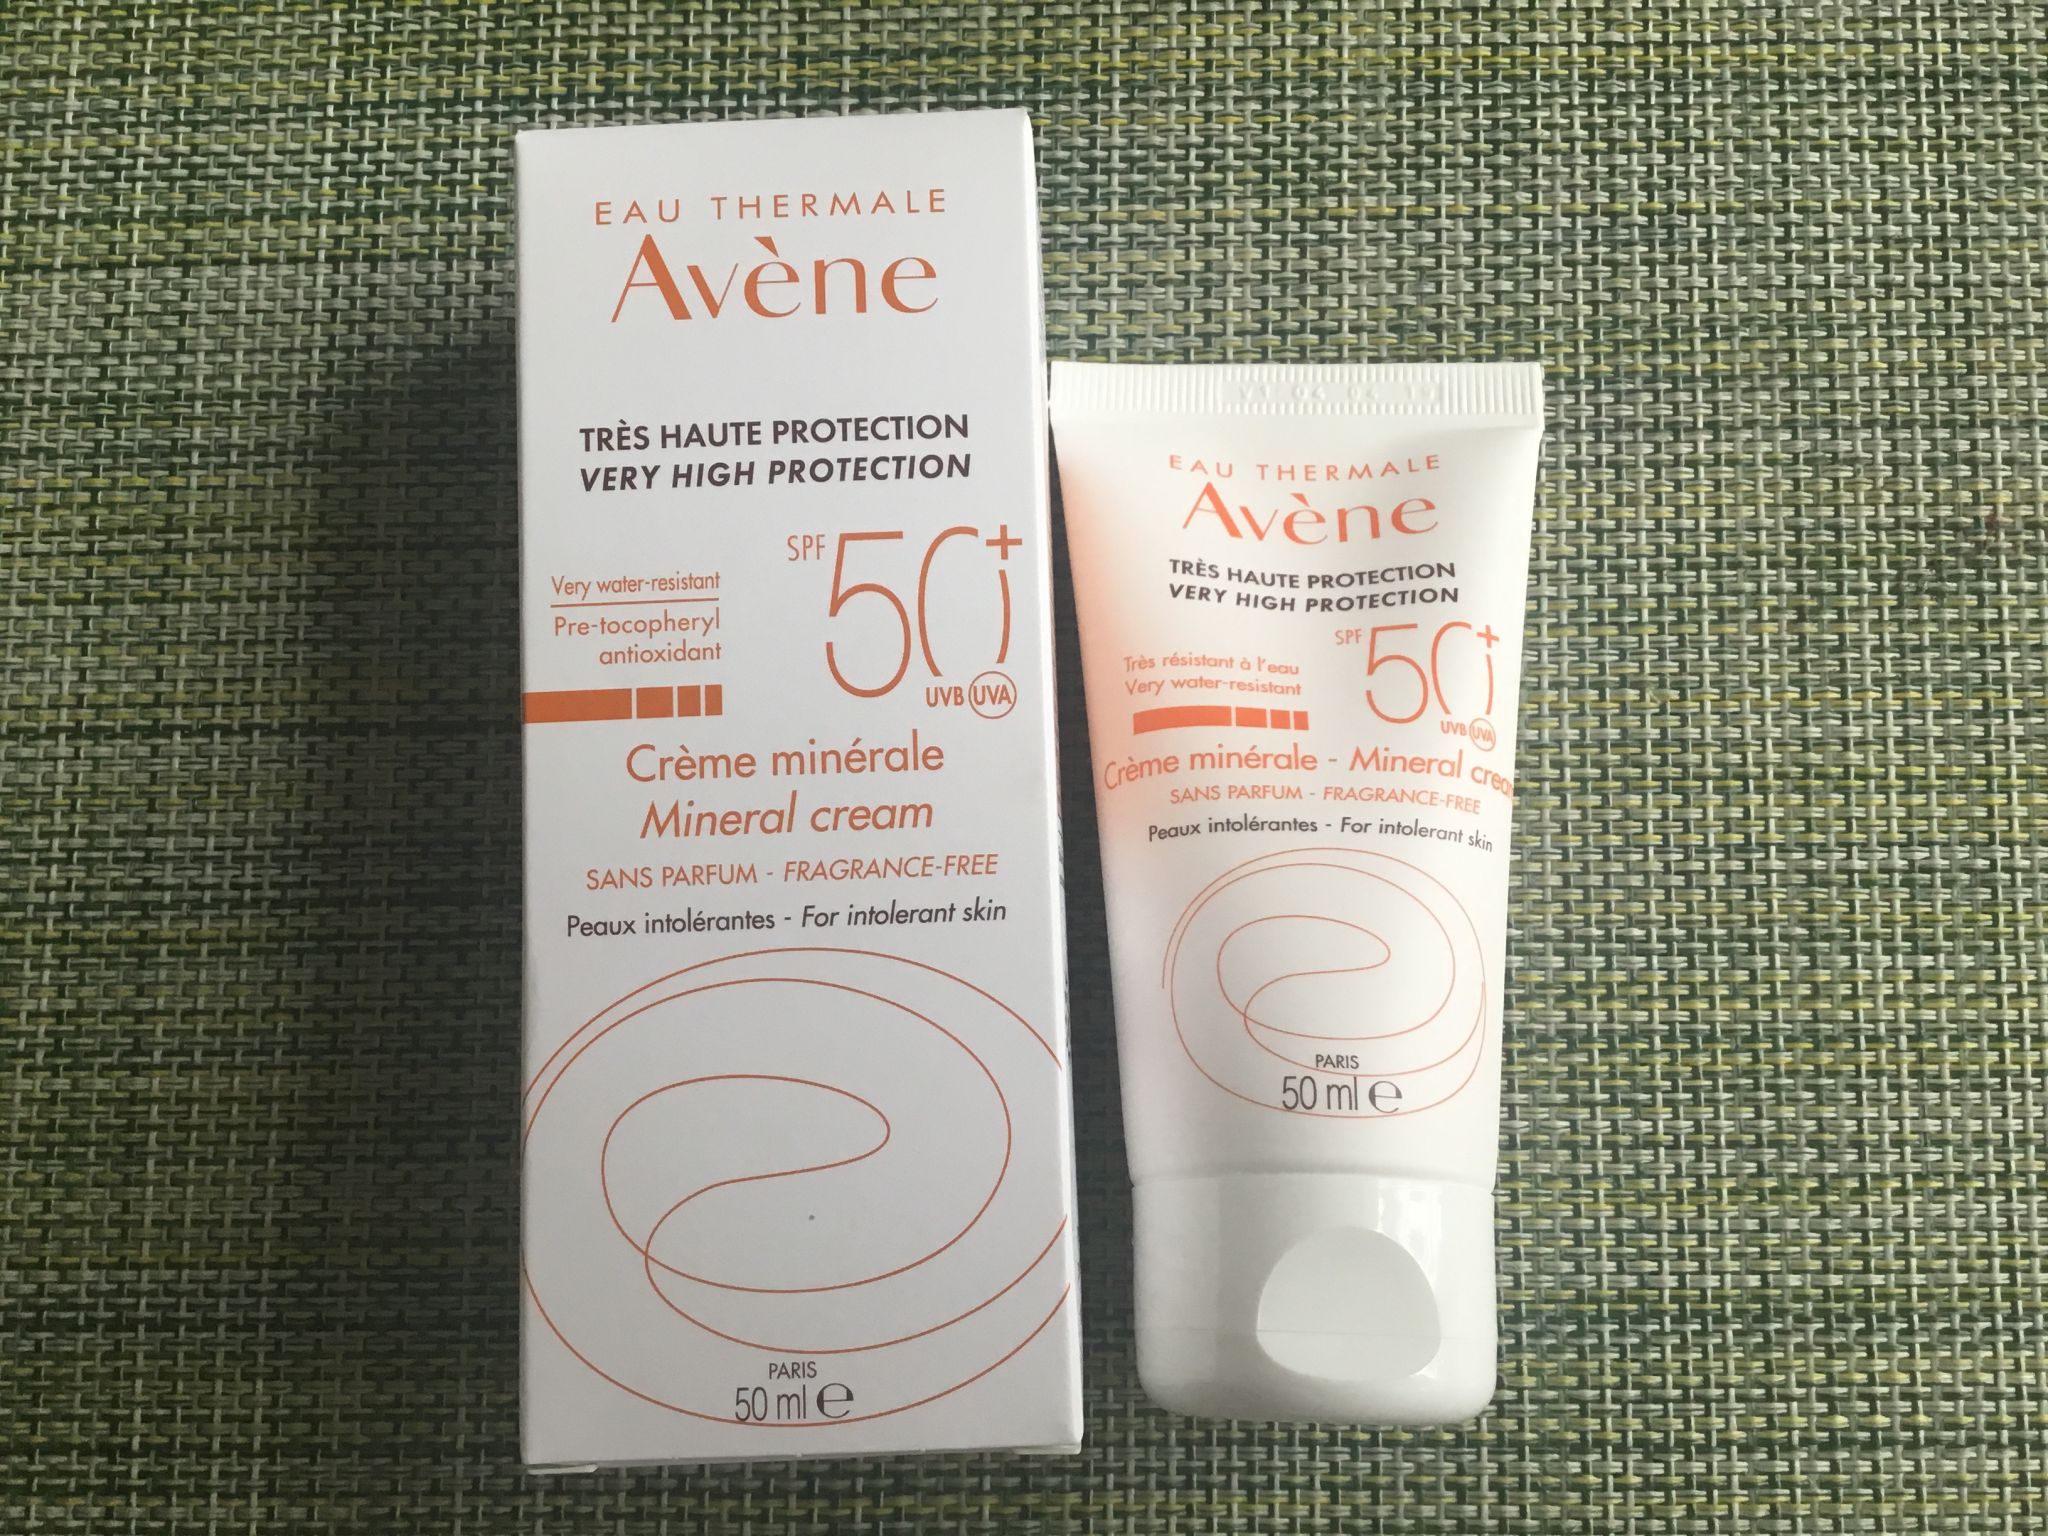 EAU THERMALE
Avène
TRÈS HAUTE PROTECTION
VERY HIGH PROTECTION
SPF 50+
Very water-resistant
Pre-tocopheryl
antioxidant
UVB UVA
Crème minérale
Mineral cream
SANS PARFUM - FRAGRANCE-FREE
Peaux intolérantes - For intolerant skin
PARIS
50 ml e
EAU THERMALE
Avène
TRÈS HAUTE PROTECTION
VERY HIGH PROTECTION
SPF 50+
Très résistant à l'eau
Very water-resistant
UVB UVA
Crème minérale - Mineral cream
SANS PARFUM - FRAGRANCE-FREE
Peaux intolérantes - For intolerant skin
PARIS
50 ml e